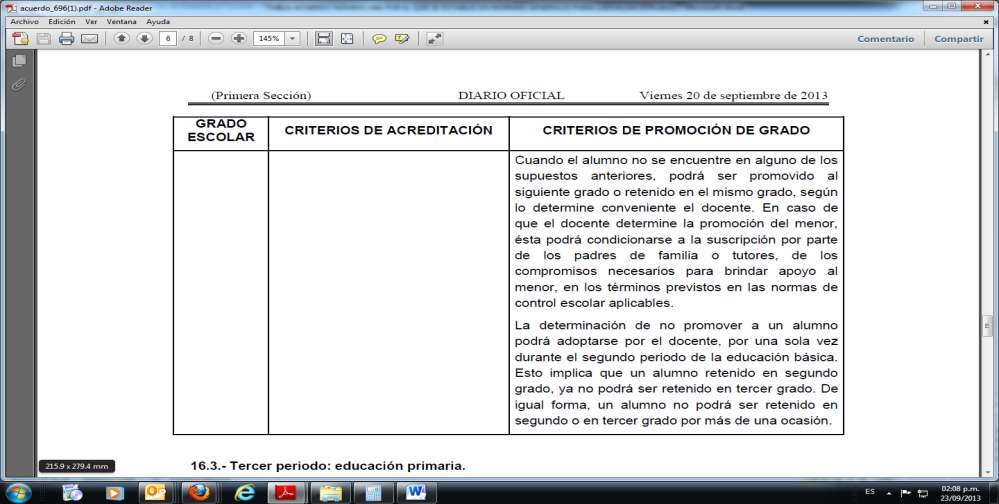 acuerdo_696(1).pdf - Adobe Reader
Archivo Edición Ver Ventana Ayuda
6 / 8 145% Comentario Compartir
(Primera Sección) DIARIO OFICIAL Viernes 20 de septiembre de 2013
GRADO ESCOLAR
CRITERIOS DE ACREDITACIÓN
CRITERIOS DE PROMOCIÓN DE GRADO
Cuando el alumno no se encuentre en alguno de los
supuestos anteriores, podrá ser promovido al
siguiente grado o retenido en el mismo grado, según
lo determine conveniente el docente. En caso de
que el docente determine la promoción del menor,
ésta podrá condicionarse a la suscripción por parte
de los padres de familia o tutores, de los
compromisos necesarios para brindar apoyo al
menor, en los términos previstos en las normas de
control escolar aplicables.
La determinación de no promover a un alumno
podrá adoptarse por el docente, por una sola vez
durante el segundo periodo de la educación básica.
Esto implica que un alumno retenido en segundo
grado, ya no podrá ser retenido en tercer grado. De
igual forma, un alumno no podrá ser retenido en
segundo o en tercer grado por más de una ocasión.
16.3.- Tercer periodo: educación primaria.
215.9 x 279.4 mm
ES 02:08 p.m.
23/09/2013